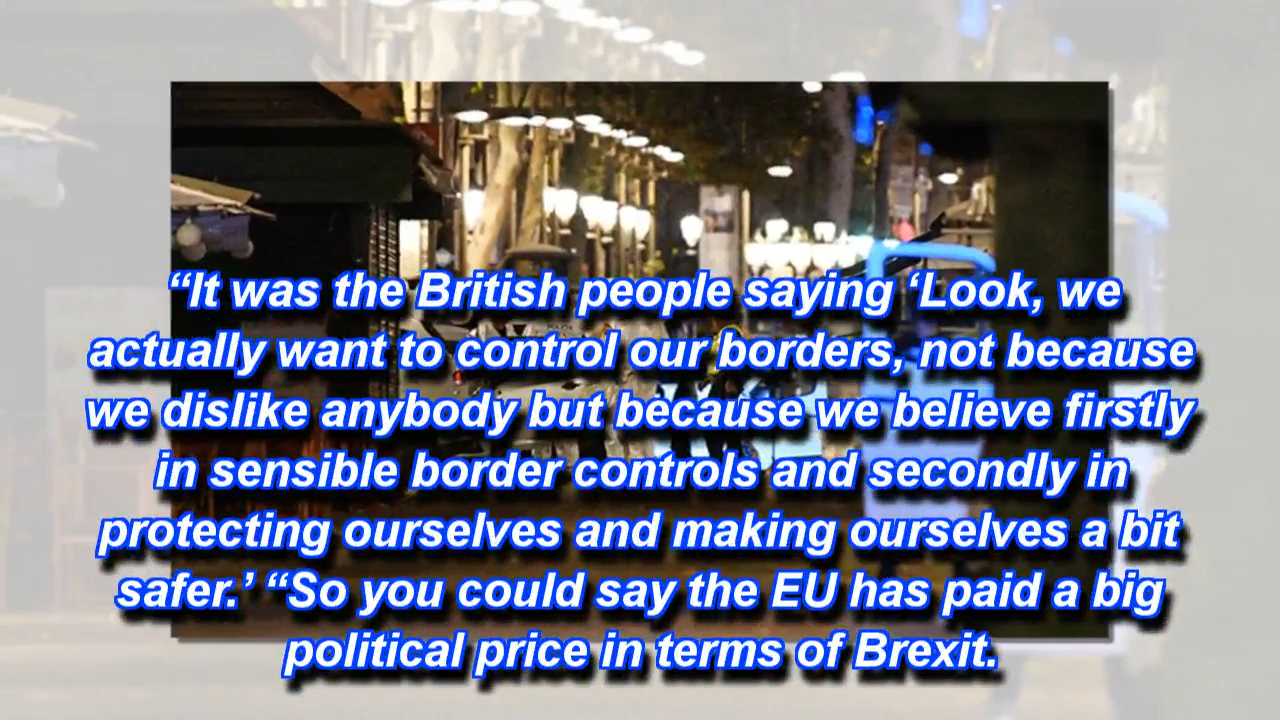 “It was the British people saying ‘Look, we
actually want to control our borders, not because
we dislike anybody but because we believe firstly
in sensible border controls and secondly in
protecting ourselves and making ourselves a bit
safer.’ “So you could say the EU has paid a big
political price in terms of Brexit.